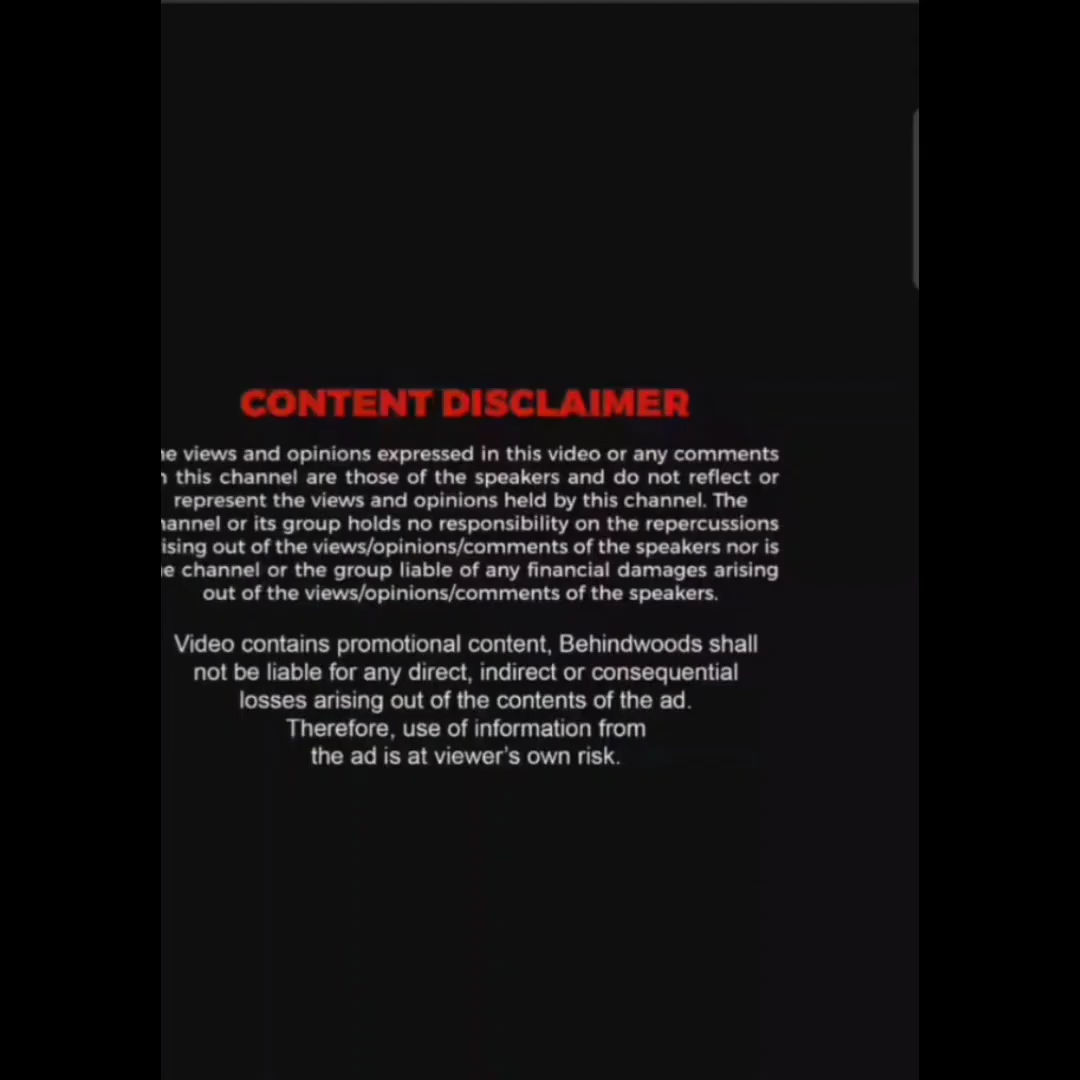 CONTENT DISCLAIMER
views and opinions expressed in this video or any comments
this channel are those of the speakers and do not reflect or
represent the views and opinions held by this channel. The
or its group holds no responsibility on the repercussions
out of the views/opinions/comments of the speakers nor is
channel or the group liable of any financial damages arising
out of the views/opinions/comments of the speakers.
Video contains promotional content, Behindwoods shall
not be liable for any direct, indirect or consequential
losses arising out of the contents of the ad.
Therefore, use of information from
the ad is at viewer's own risk.